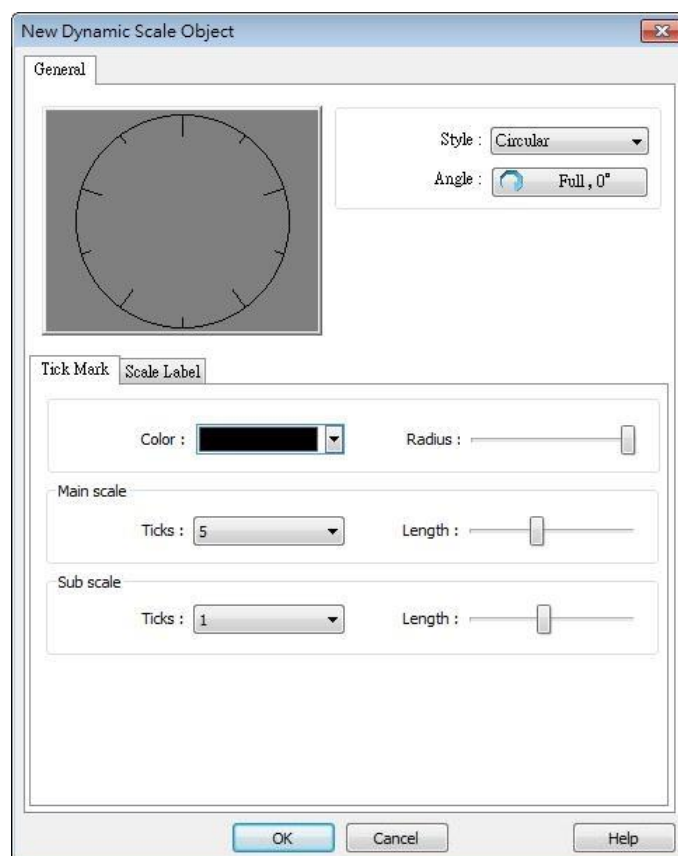 New Dynamic Scale Object
General
Style : Circular
Angle : Full , 0°
Tick Mark Scale Label
Color : Radius :
Main scale
Ticks : 5 Length :
Sub scale
Ticks : 1 Length :
OK Cancel Help